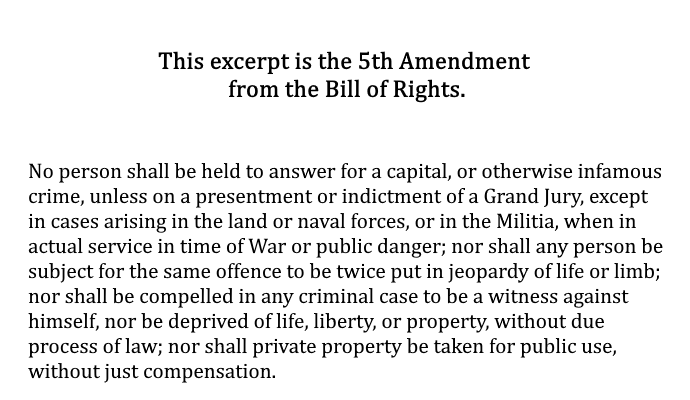 This excerpt is the 5th Amendment
from the Bill of Rights.
No person shall be held to answer for a capital, or otherwise infamous
crime, unless on a presentment or indictment of a Grand Jury, except
in cases arising in the land or naval forces, or in the Militia, when in
actual service in time of War or public danger; nor shall any person be
subject for the same offence to be twice put in jeopardy of life or limb;
nor shall be compelled in any criminal case to be a witness against
himself, nor be deprived of life, liberty, or property, without due
process of law; nor shall private property be taken for public use,
without just compensation.